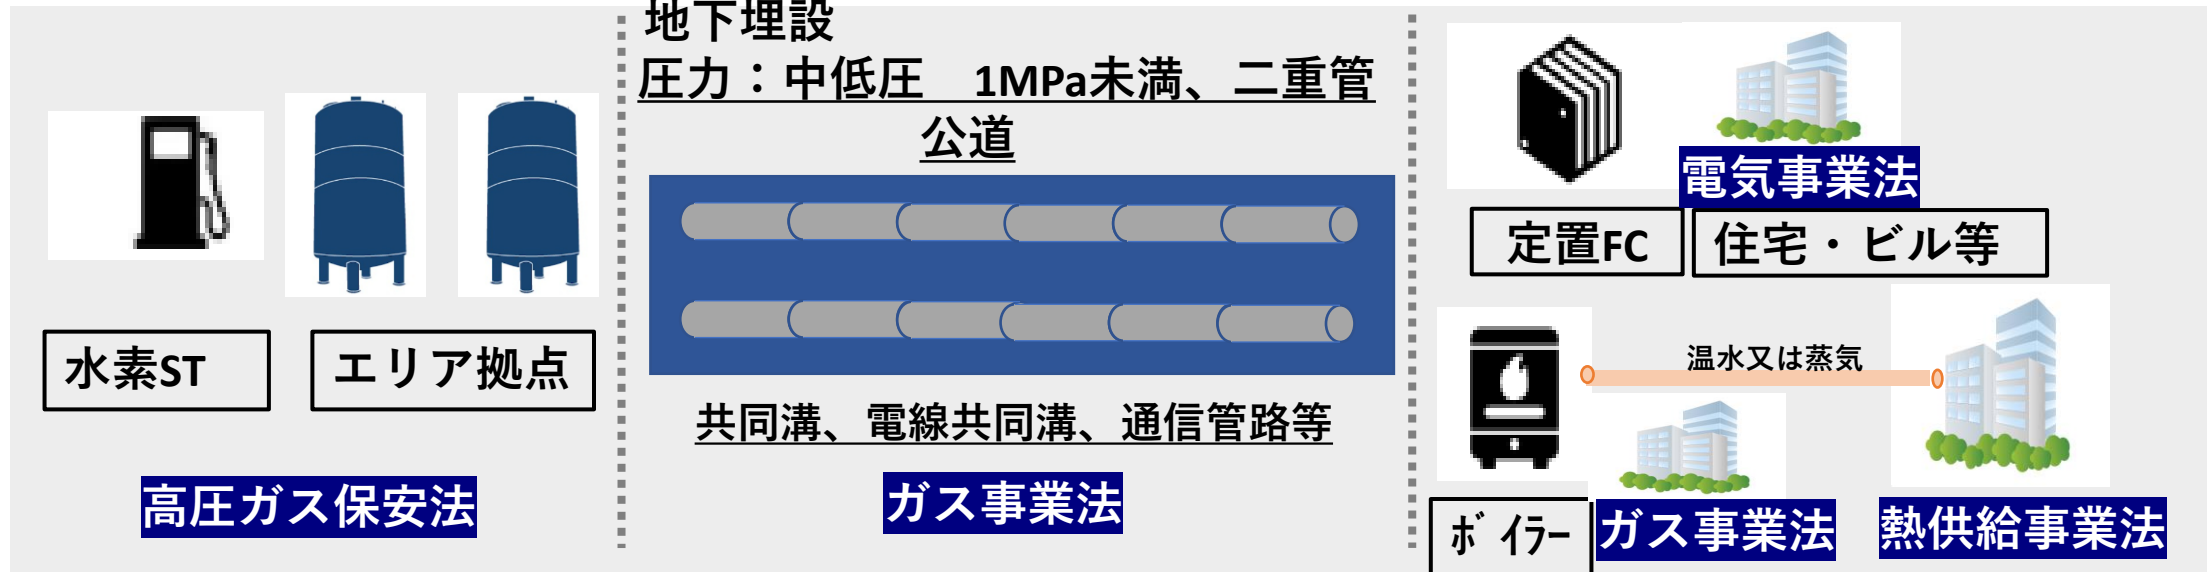 水素ST
エリア拠点
高圧ガス保安法
地下埋設
圧力：中低圧　1MPa未満、二重管
公道
共同溝、電線共同溝、通信管路等
ガス事業法
電気事業法
定置FC
住宅・ビル等
温水又は蒸気
ﾎﾞｲﾗｰ
ガス事業法
熱供給事業法